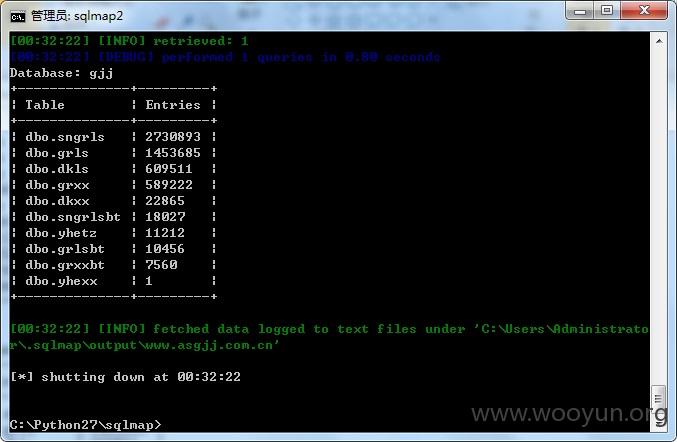 管理员: sqlmap2
[00:32:22] [INFO] retrieved: 1
[00:32:22] [DEBUG] performed 1 queries in 0.80 seconds
Database: gjj
+--------------+---------+
| Table | Entries |
+--------------+---------+
| dbo.sngrls | 2730893 |
| dbo.grls | 1453685 |
| dbo.dkls | 609511 |
| dbo.grxx | 589222 |
| dbo.dkxx | 22865 |
| dbo.sngrlsbt | 18027 |
| dbo.yhetz | 11212 |
| dbo.grlsbt | 10456 |
| dbo.grxxbt | 7560 |
| dbo.yhexx | 1 |
+--------------+---------+
[00:32:22] [INFO] fetched data logged to text files under 'C:\Users\Administrato
r\.sqlmap\output\www.asgjj.com.cn'
[*] shutting down at 00:32:22
C:\Python27\sqlmap>
www.wooyun.org